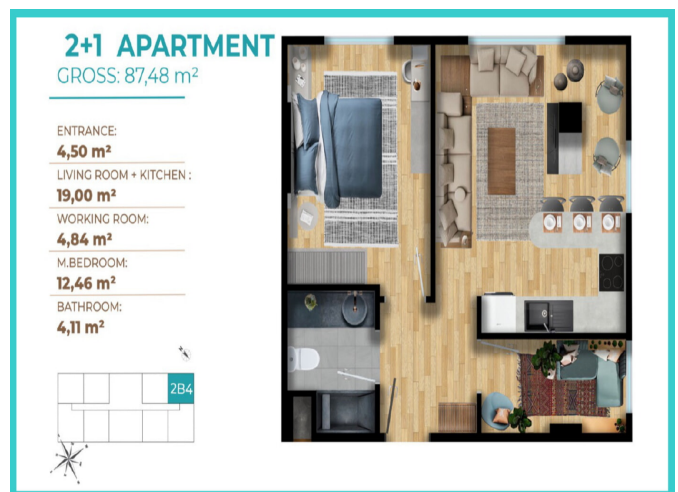 2+1 APARTMENT
GROSS: 87,48 m²
ENTRANCE:
4,50 m²
LIVING ROOM + KITCHEN :
19,00 m²
WORKING ROOM:
4,84 m²
M.BEDROOM:
12,46 m²
BATHROOM:
4,11 m²
2B4